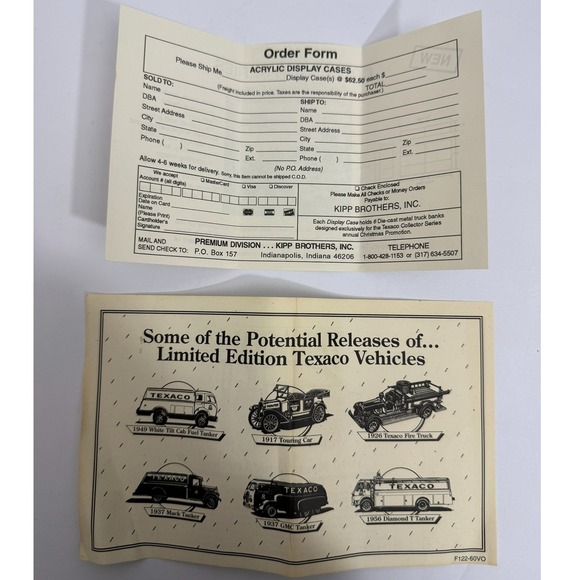 Order Form
ACRYLIC DISPLAY CASES
Please Ship Me Display Case(s) @ $62.50 each $
TOTAL
(Freight included in price. Taxes are the responsibility of the purchaser.)
SOLD TO:
Name
DBA
Street Address
City
State Zip
Phone ( ) Ext.
SHIP TO:
Name
DBA
Street Address
City
State Zip
Phone ( ) Ext.
(No P.O. Address)
Allow 4-6 weeks for delivery. Sorry, this item cannot be shipped C.O.D.
We accept ❑ MasterCard ❑ Visa ❑ Discover
Account # (all digits)
Expiration
Date on Card
Name
(Please Print)
Cardholder's
Signature
❑ Check Enclosed
Please Make All Checks or Money Orders
Payable to:
KIPP BROTHERS, INC.
Each Display Case holds 6 Die-cast metal truck banks
designed exclusively for the Texaco Collector Series
annual Christmas Promotion.
MAIL AND
SEND CHECK TO:
PREMIUM DIVISION . . . KIPP BROTHERS, INC.
P.O. Box 157 Indianapolis, Indiana 46206
TELEPHONE
1-800-428-1153 or (317) 634-5507
NEW
Some of the Potential Releases of...
Limited Edition Texaco Vehicles
TEXACO
1949 White Tilt Cab Fuel Tanker
1917 Touring Car
1926 Texaco Fire Truck
TEXACO
1937 Mack Tanker
TEXACO
1937 GMC Tanker
TEXACO
1956 Diamond T Tanker
F122-60VO